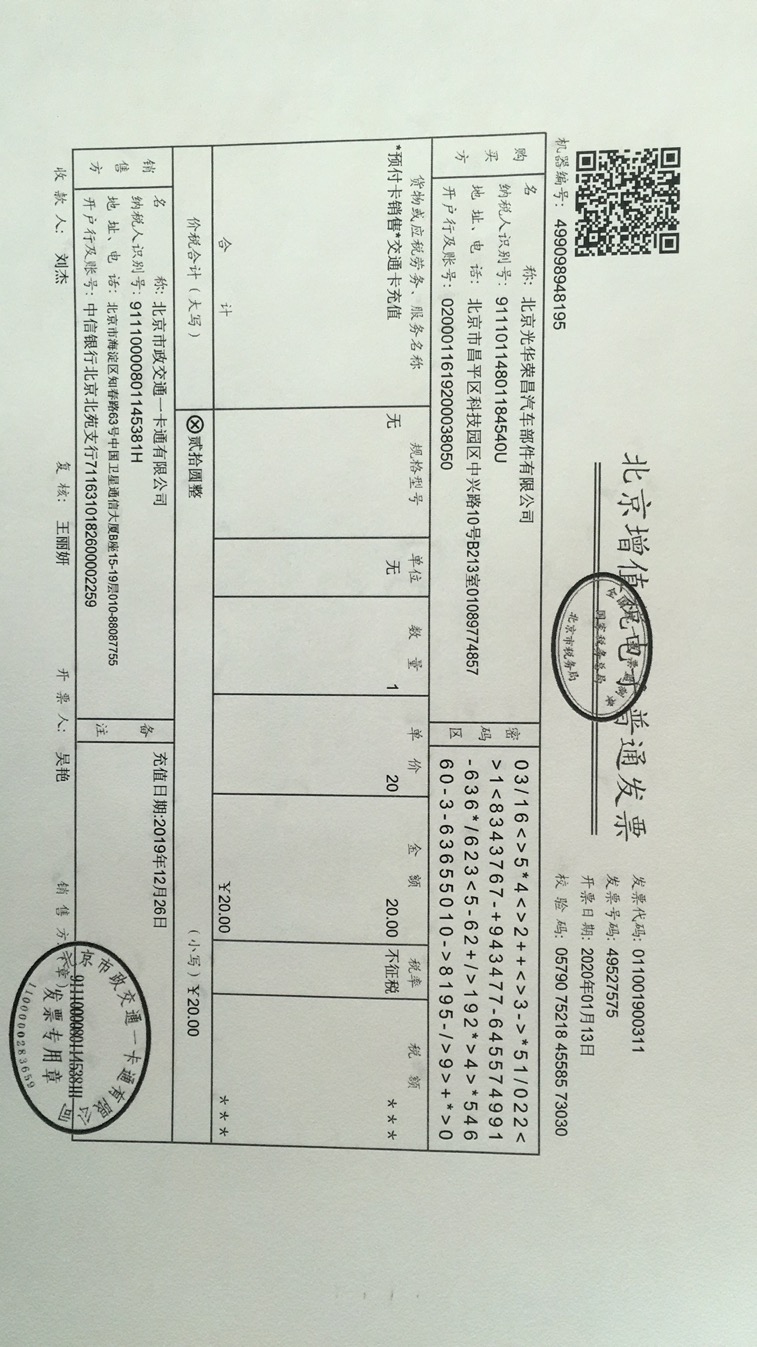 北京增值税电子普通发票
国家税务总局
北京市税务局
发票代码: 011001900311
发票号码: 49527575
开票日期: 2020年01月13日
校 验 码: 05790 75218 45585 73030
机器编号: 499098948195
购买方
名 称: 北京光华荣昌汽车部件有限公司
纳税人识别号: 91110114801184540U
地 址、电 话: 北京市昌平区科技园区中兴路10号B213室01089774857
开户行及账号: 0200011619200038050
密码区
03/16<>5*4<>2++<>3->*51/022<
>1<8343767-+943477-645574991
-636*/623<5-62+/>192*>4>*546
60-3-63655010->8195-/>9>+*>0
货物或应税劳务、服务名称 规格型号 单位 数 量 单 价 金 额 税率 税 额
*预付卡销售*交通卡充值 无 无 1 20 20.00 不征税 ***
合 计 ￥20.00 ***
价税合计（大写） ⓧ贰拾圆整 （小写）￥20.00
销售方
名 称: 北京市政交通一卡通有限公司
纳税人识别号: 91110000801145381H
地 址、电 话: 北京市海淀区知春路63号中国卫星通信大厦B座15-19层010-88087755
开户行及账号: 中信银行北京北苑支行7116310182600002259
备注
充值日期:2019年12月26日
收 款 人: 刘杰 复 核: 王丽妍 开 票 人: 吴艳 销 售 方:（章）
市政交通一卡通有限公司
91110000801145381H
发票专用章
1100000283659